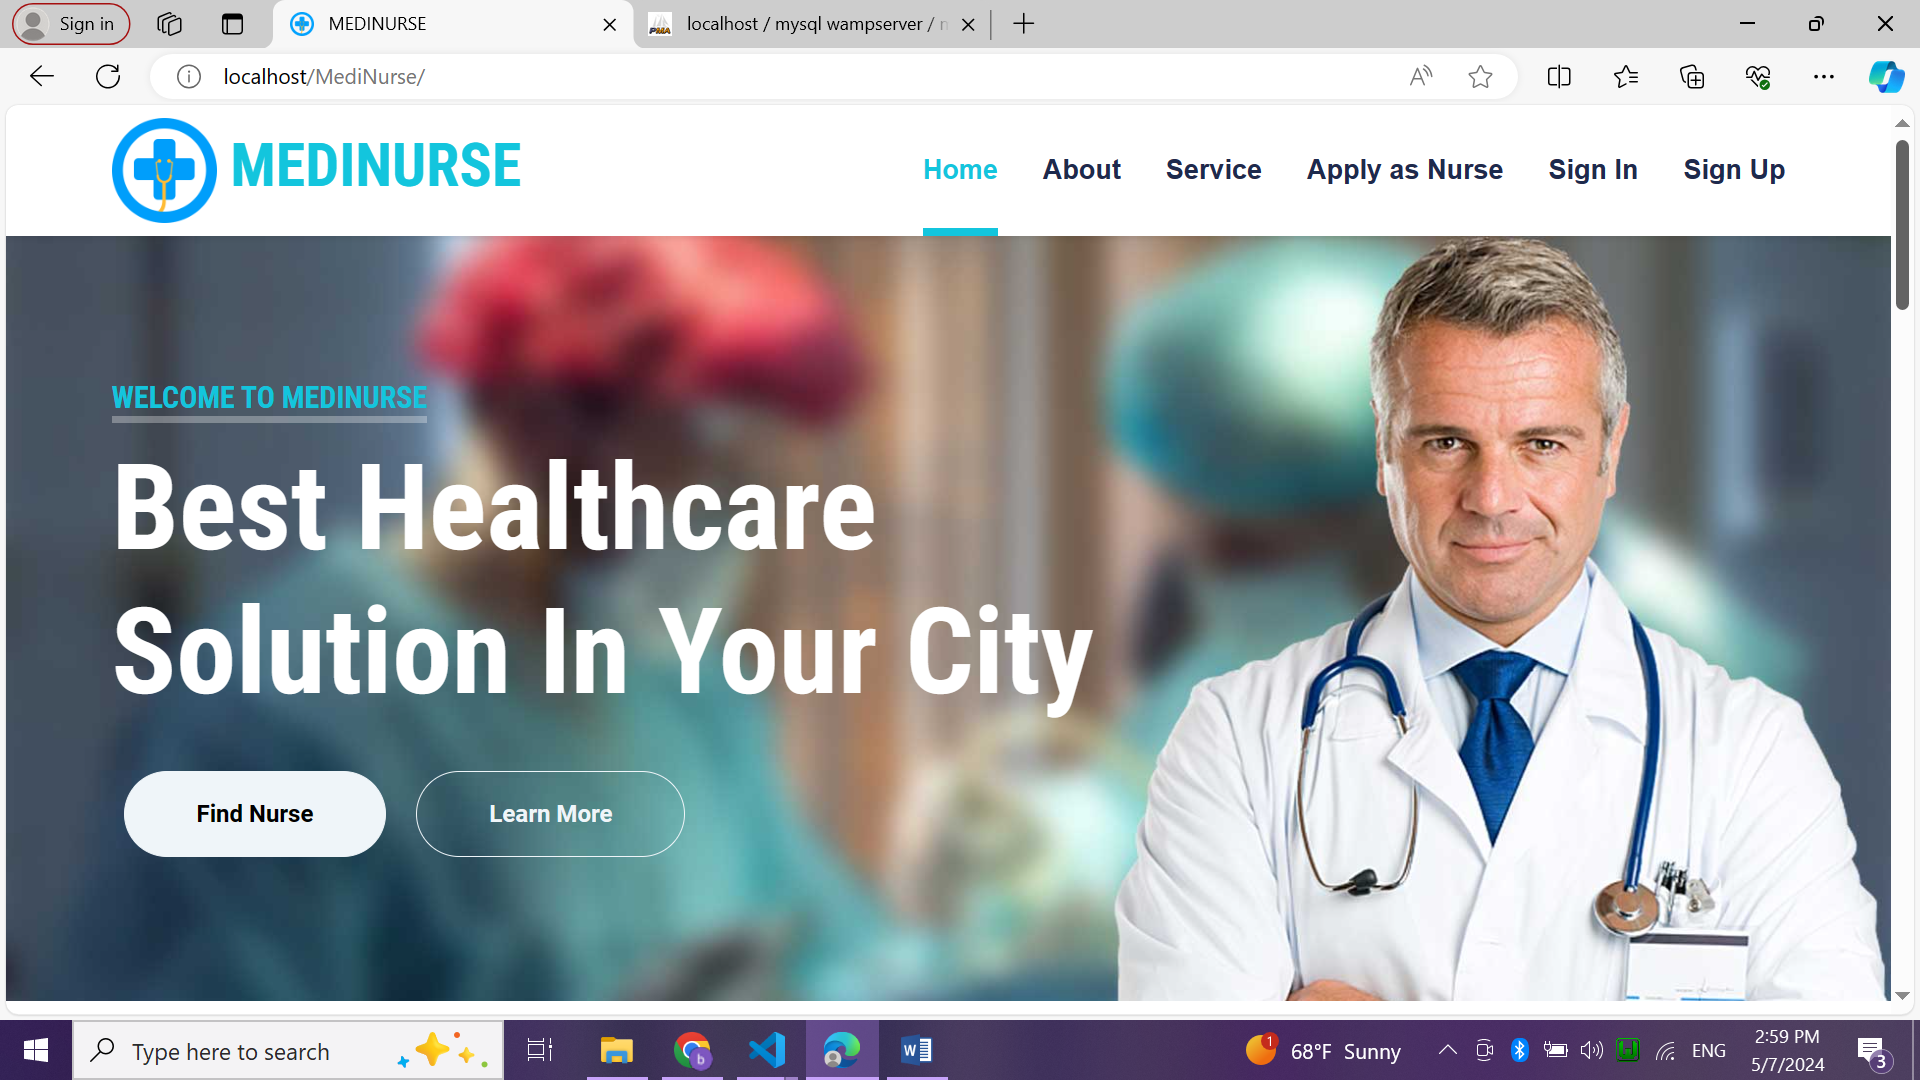 Sign in
MEDINURSE
localhost / mysql wampserver /
localhost/MediNurse/
MEDINURSE
Home
About
Service
Apply as Nurse
Sign In
Sign Up
WELCOME TO MEDINURSE
Best Healthcare
Solution In Your City
Find Nurse
Learn More
Type here to search
1
68°F Sunny
ENG
2:59 PM
5/7/2024
3